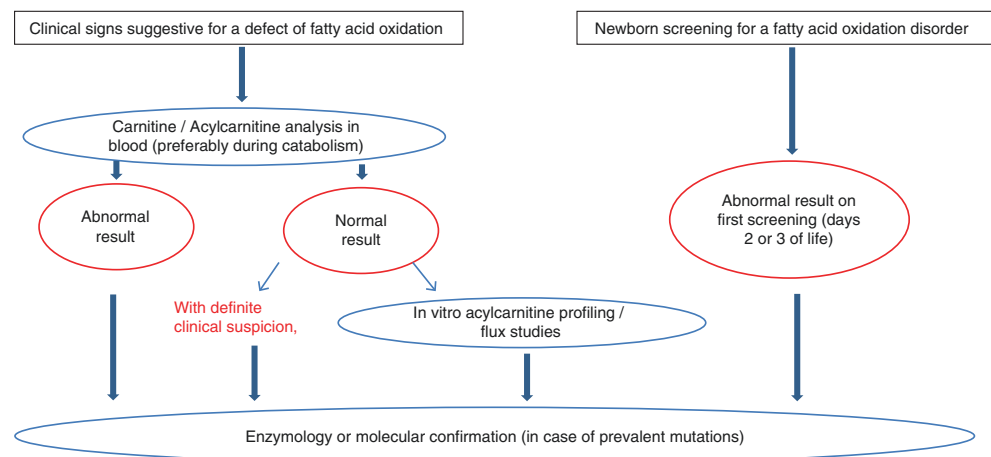 Clinical signs suggestive for a defect of fatty acid oxidation
Newborn screening for a fatty acid oxidation disorder
Carnitine / Acylcarnitine analysis in
blood (preferably during catabolism)
Abnormal
result
Normal
result
Abnormal result on
first screening (days
2 or 3 of life)
With definite
clinical suspicion,
In vitro acylcarnitine profiling /
flux studies
Enzymology or molecular confirmation (in case of prevalent mutations)